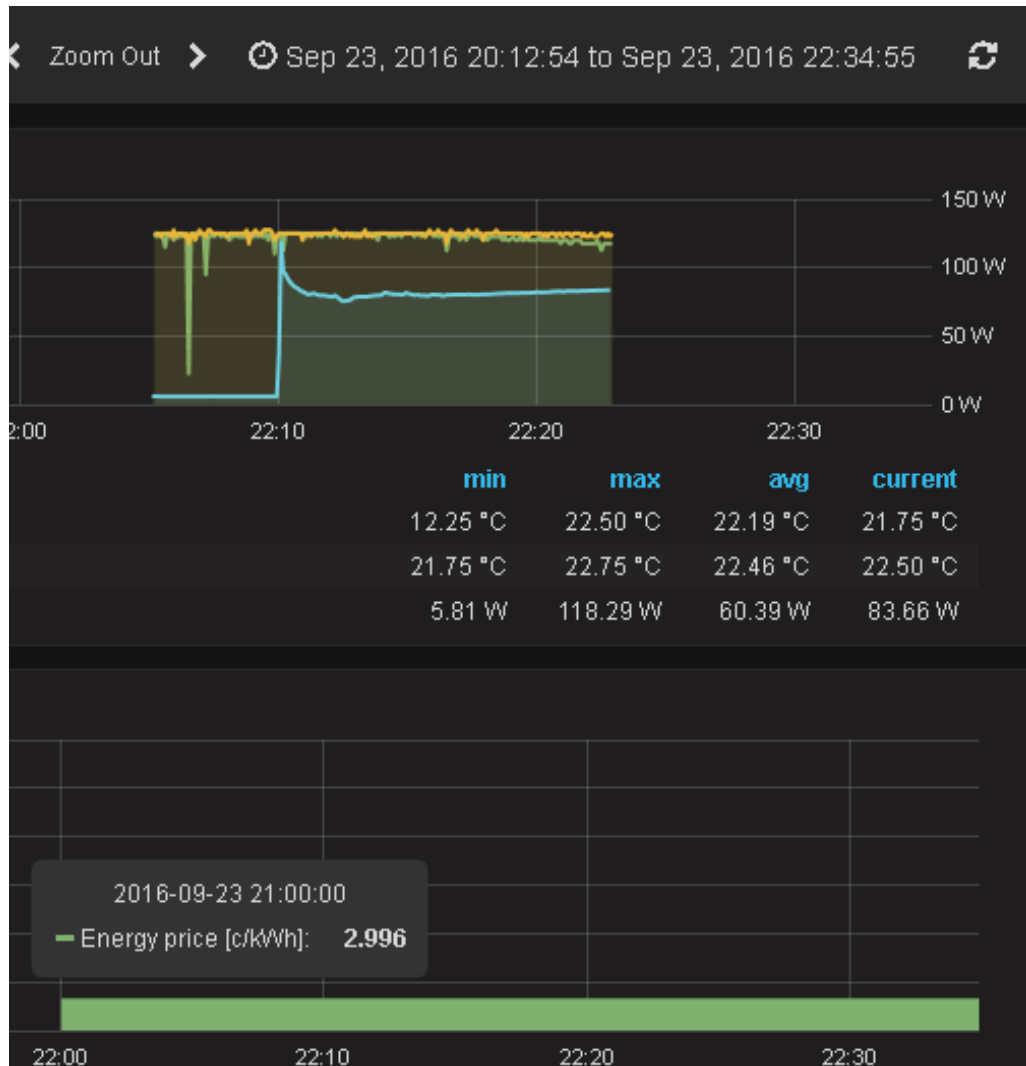 Zoom Out Sep 23, 2016 20:12:54 to Sep 23, 2016 22:34:55
150 W
100 W
50 W
0 W
2:00 22:10 22:20 22:30
min max avg current
12.25 °C 22.50 °C 22.19 °C 21.75 °C
21.75 °C 22.75 °C 22.46 °C 22.50 °C
5.81 W 118.29 W 60.39 W 83.66 W
2016-09-23 21:00:00
Energy price [c/kWh]: 2.996
22:00 22:10 22:20 22:30